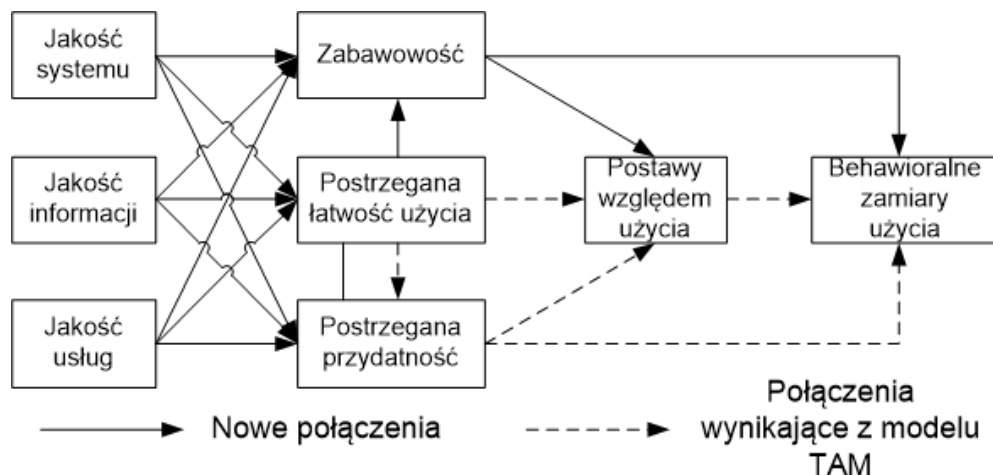 Jakość
systemu
Zabawowość
Jakość
informacji
Postrzegana
łatwość użycia
Postawy
względem
użycia
Behawioralne
zamiary
użycia
Jakość
usług
Postrzegana
przydatność
Nowe połączenia
Połączenia
wynikające z modelu
TAM